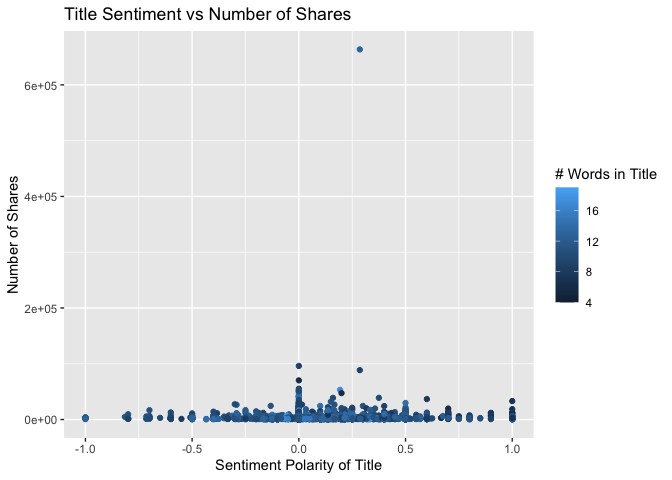 Title Sentiment vs Number of Shares
6e+05
4e+05
2e+05
0e+00
Number of Shares
-1.0 -0.5 0.0 0.5 1.0
Sentiment Polarity of Title
# Words in Title
16
12
8
4